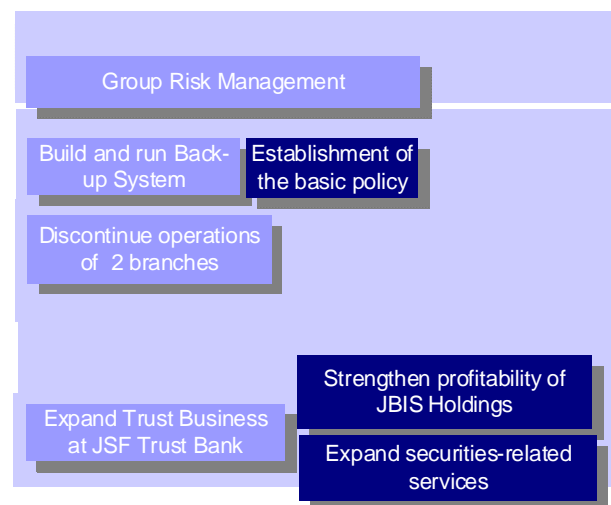 Group Risk Management
Build and run Back-
up System
Establishment of
the basic policy
Discontinue operations
of 2 branches
Strengthen profitability of
JBIS Holdings
Expand Trust Business
at JSF Trust Bank
Expand securities-related
services